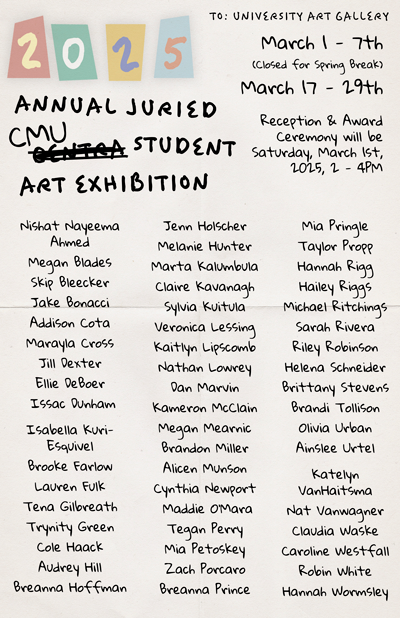 TO: UNIVERSITY ART GALLERY
2025
March 1 - 7th
(Closed for Spring Break)
March 17 - 29th
ANNUAL JURIED
CMU
STUDENT
ART EXHIBITION
Reception & Award
Ceremony will be
Saturday, March 1st,
2025, 2 - 4PM
Nishat Nayeema
Ahmed
Megan Blades
Skip Bleecker
Jake Bonacci
Addison Cota
Marayla Cross
Jill Dexter
Ellie DeBoer
Issac Dunham
Isabella Kuri-
Esquivel
Brooke Farlow
Lauren Fulk
Tena Gilbreath
Trynity Green
Cole Haack
Audrey Hill
Breanna Hoffman
Jenn Holscher
Melanie Hunter
Marta Kalumbula
Claire Kavanagh
Sylvia Kuitula
Veronica Lessing
Kaitlyn Lipscomb
Nathan Lowrey
Dan Marvin
Kameron McClain
Megan Mearnic
Brandon Miller
Alicen Munson
Cynthia Newport
Maddie O'Mara
Tegan Perry
Mia Petoskey
Zach Porcaro
Breanna Prince
Mia Pringle
Taylor Propp
Hannah Rigg
Hailey Riggs
Michael Ritchings
Sarah Rivera
Riley Robinson
Helena Schneider
Brittany Stevens
Brandi Tollison
Olivia Urban
Ainslee Urtel
Katelyn
VanHaitsma
Nat Vanwagner
Claudia Waske
Caroline Westfall
Robin White
Hannah Wormsley